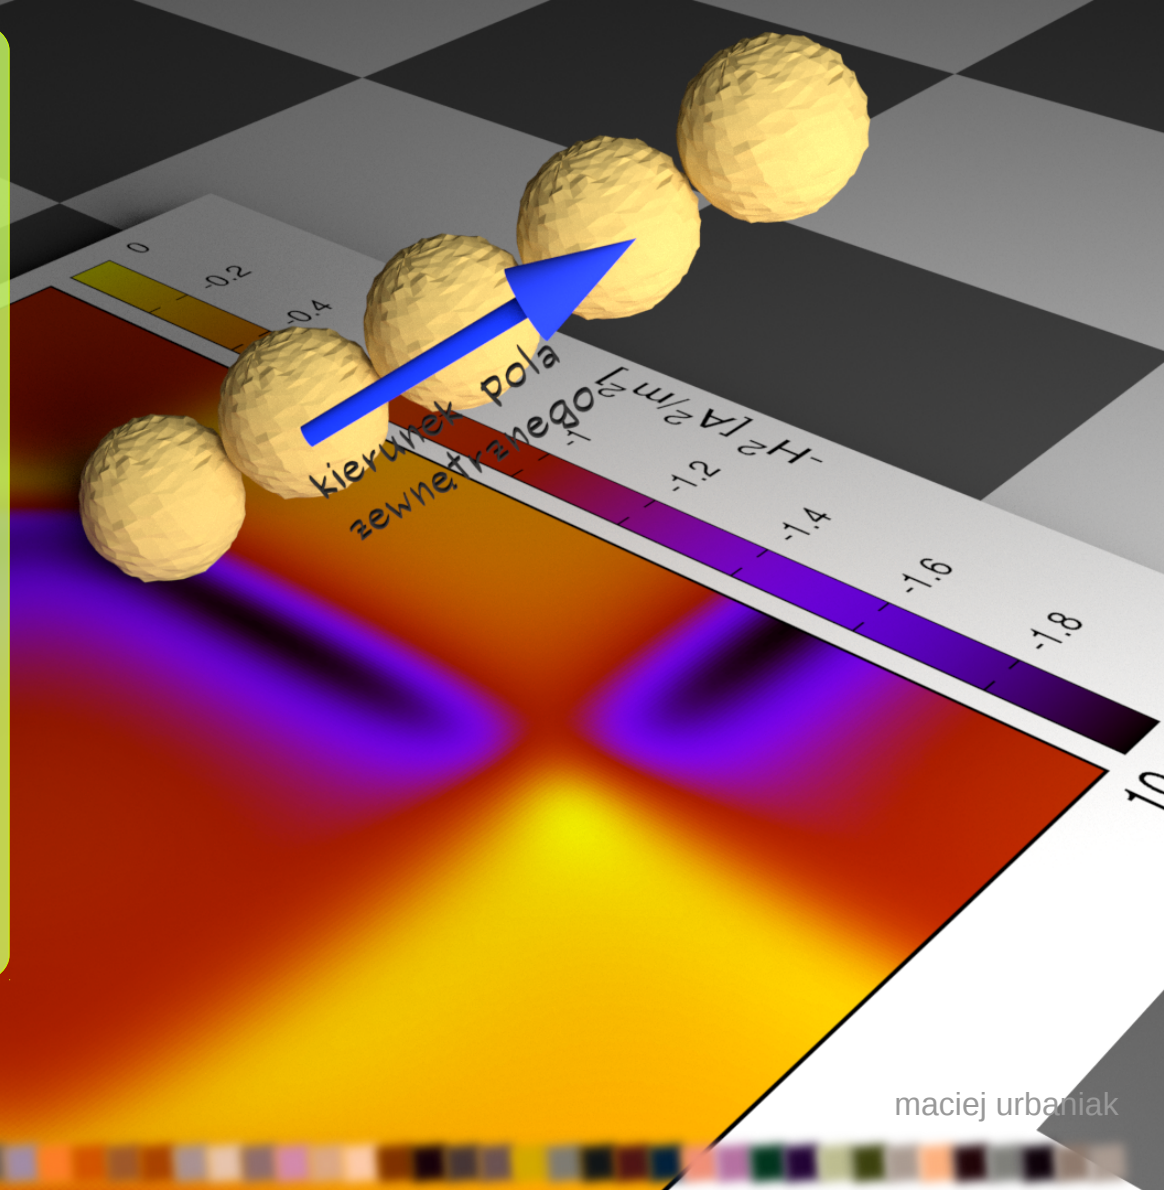 0
-0.2
-0.4
kierunek pola
zewnętrznego
-H² [A²/m²]
-1
-1.2
-1.4
-1.6
-1.8
10
maciej urbaniak